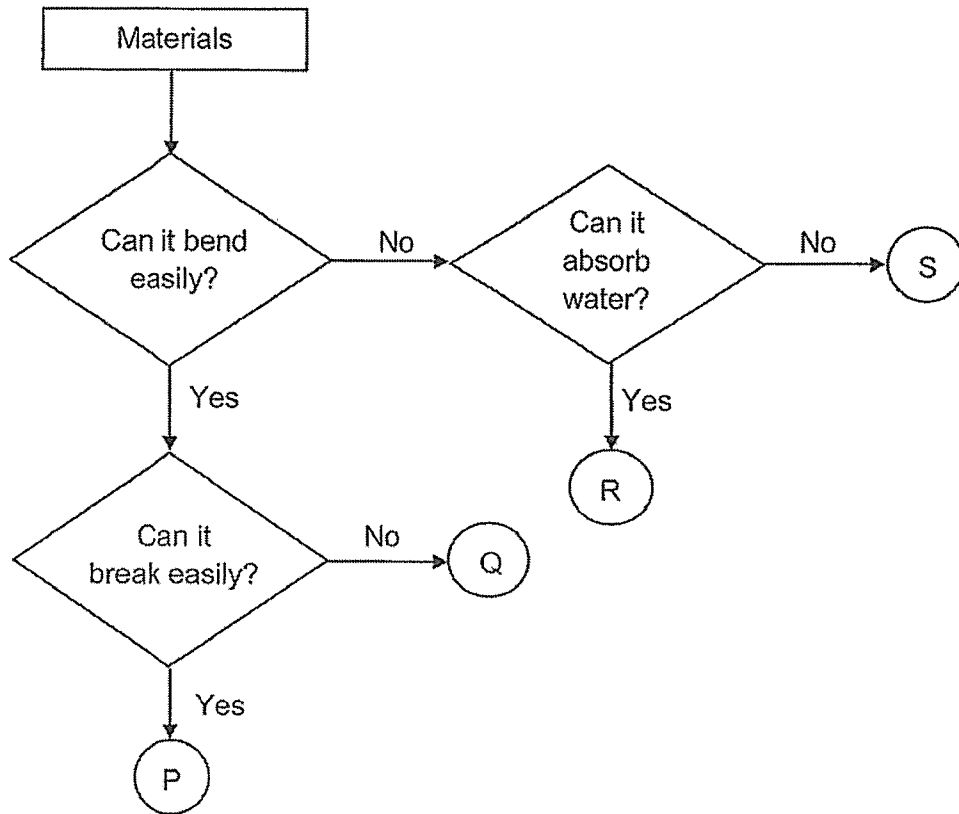 Materials
Can it bend
easily?
No
Can it
absorb
water?
No
S
Yes
Yes
R
Can it
break easily?
No
Q
Yes
P